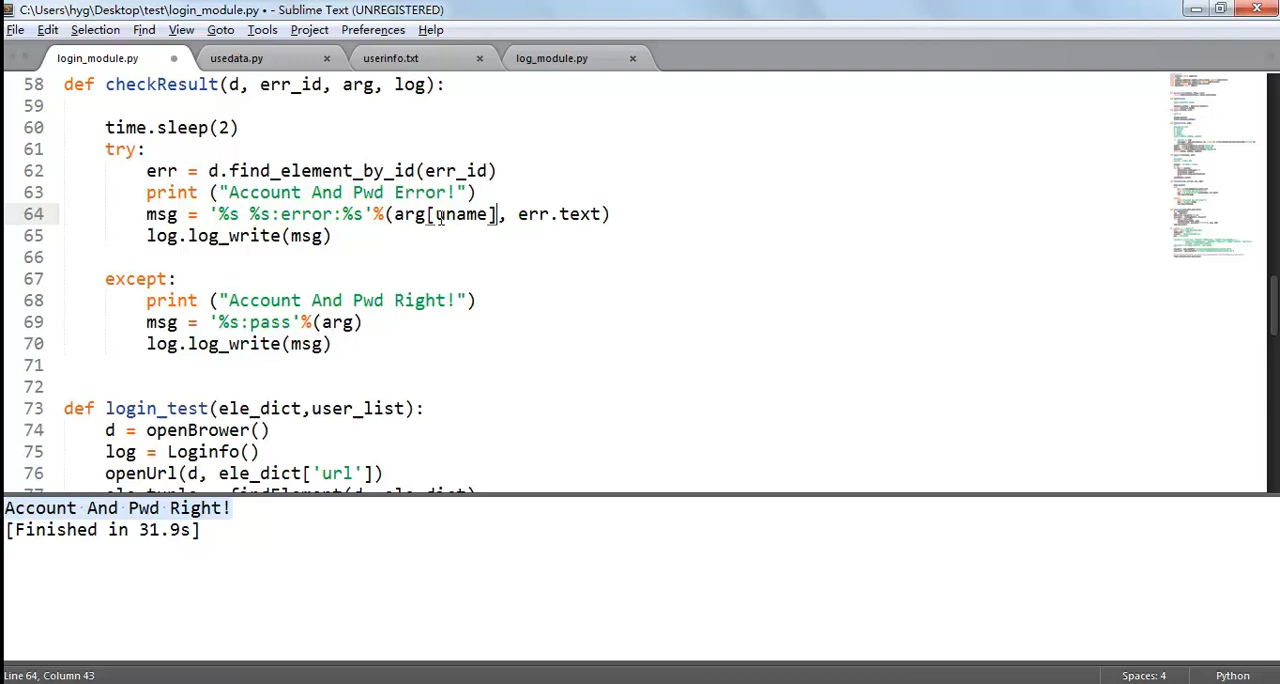 C:\Users\hyg\Desktop\test\login_module.py • - Sublime Text (UNREGISTERED)
File Edit Selection Find View Goto Tools Project Preferences Help
login_module.py usedata.py userinfo.txt log_module.py
58 def checkResult(d, err_id, arg, log):
59
60 time.sleep(2)
61 try:
62 err = d.find_element_by_id(err_id)
63 print ("Account And Pwd Error!")
64 msg = '%s %s:error:%s'%(arg[uname], err.text)
65 log.log_write(msg)
66
67 except:
68 print ("Account And Pwd Right!")
69 msg = '%s:pass'%(arg)
70 log.log_write(msg)
71
72
73 def login_test(ele_dict,user_list):
74 d = openBrower()
75 log = Loginfo()
76 openUrl(d, ele_dict['url'])
Account And Pwd Right!
[Finished in 31.9s]
Line 64, Column 43 Spaces: 4 Python